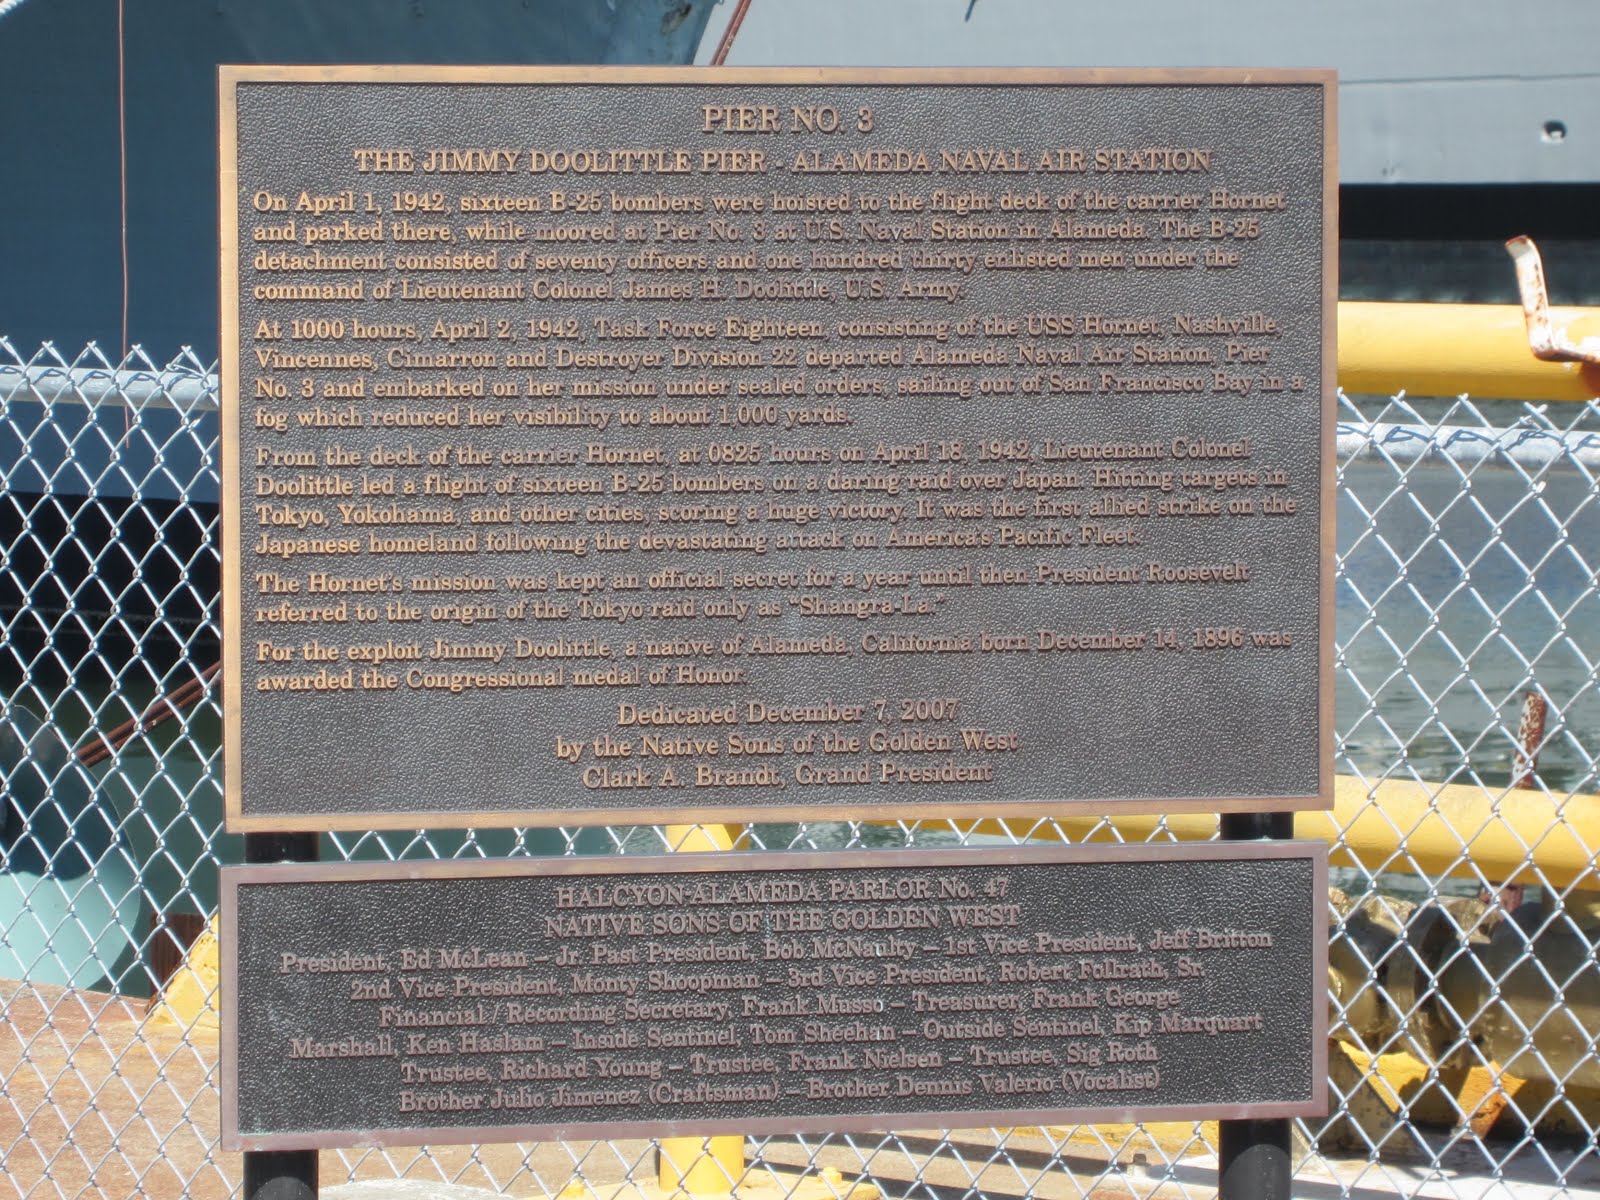 PIER NO. 3
THE JIMMY DOOLITTLE PIER - ALAMEDA NAVAL AIR STATION
On April 1, 1942, sixteen B-25 bombers were hoisted to the flight deck of the carrier Hornet
and parked there, while moored at Pier No. 3 at U.S. Naval Station in Alameda. The B-25
detachment consisted of seventy officers and one hundred thirty enlisted men under the
command of Lieutenant Colonel James H. Doolittle, U.S. Army.
At 1000 hours, April 2, 1942, Task Force Eighteen, consisting of the USS Hornet, Nashville,
Vincennes, Cimarron and Destroyer Division 22 departed Alameda Naval Air Station, Pier
No. 3 and embarked on her mission under sealed orders, sailing out of San Francisco Bay in a
fog which reduced her visibility to about 1,000 yards.
From the deck of the carrier Hornet, at 0825 hours on April 18, 1942, Lieutenant Colonel
Doolittle led a flight of sixteen B-25 bombers on a daring raid over Japan. Hitting targets in
Tokyo, Yokohama, and other cities, scoring a huge victory. It was the first allied strike on the
Japanese homeland following the devastating attack on America's Pacific Fleet.
The Hornet's mission was kept an official secret for a year until then President Roosevelt
referred to the origin of the Tokyo raid only as "Shangra-La."
For the exploit Jimmy Doolittle, a native of Alameda, California born December 14, 1896 was
awarded the Congressional medal of Honor.
Dedicated December 7, 2007
by the Native Sons of the Golden West
Clark A. Brandt, Grand President
HALCYON-ALAMEDA PARLOR No. 47
NATIVE SONS OF THE GOLDEN WEST
President, Ed McLean – Jr. Past President, Bob McNaulty – 1st Vice President, Jeff Britton
2nd Vice President, Monty Shoopman – 3rd Vice President, Robert Follrath, Sr.
Financial / Recording Secretary, Frank Musso – Treasurer, Frank George
Marshall, Ken Haslam – Inside Sentinel, Tom Sheehan – Outside Sentinel, Kip Marquart
Trustee, Richard Young – Trustee, Frank Nielsen – Trustee, Sig Roth
Brother Julio Jimenez (Craftsman) – Brother Dennis Valerio (Vocalist)